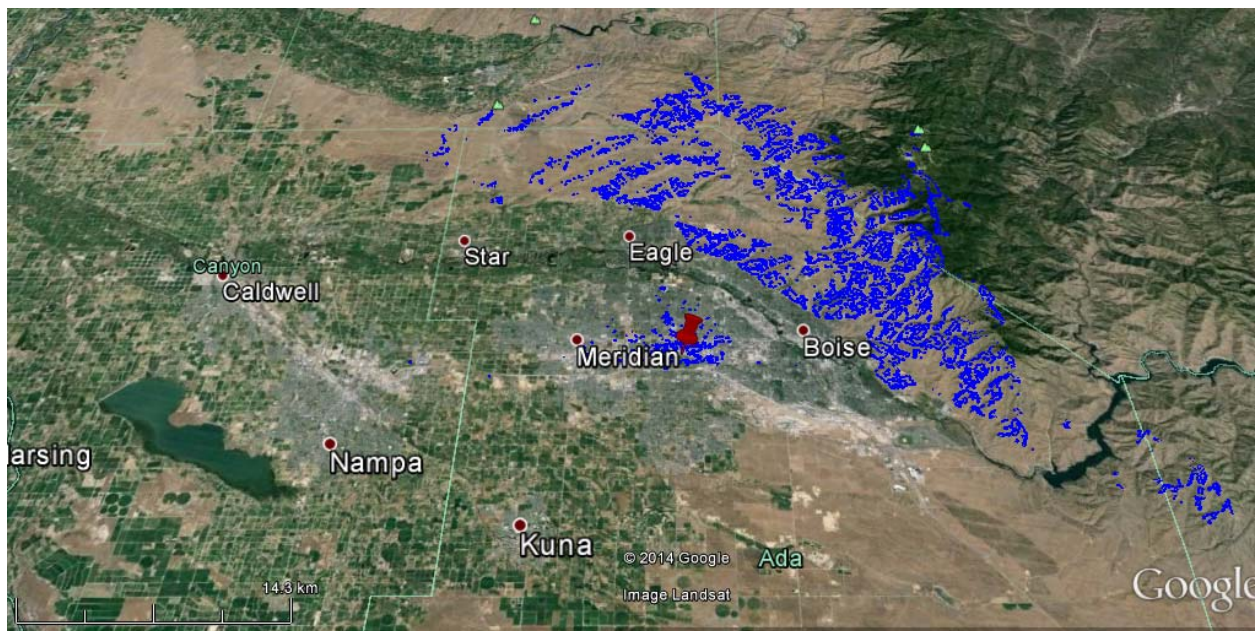 Star
Eagle
Canyon
Caldwell
Meridian
Boise
arsing
Nampa
Kuna
© 2014 Google
Ada
14.3 km
Image Landsat
Google